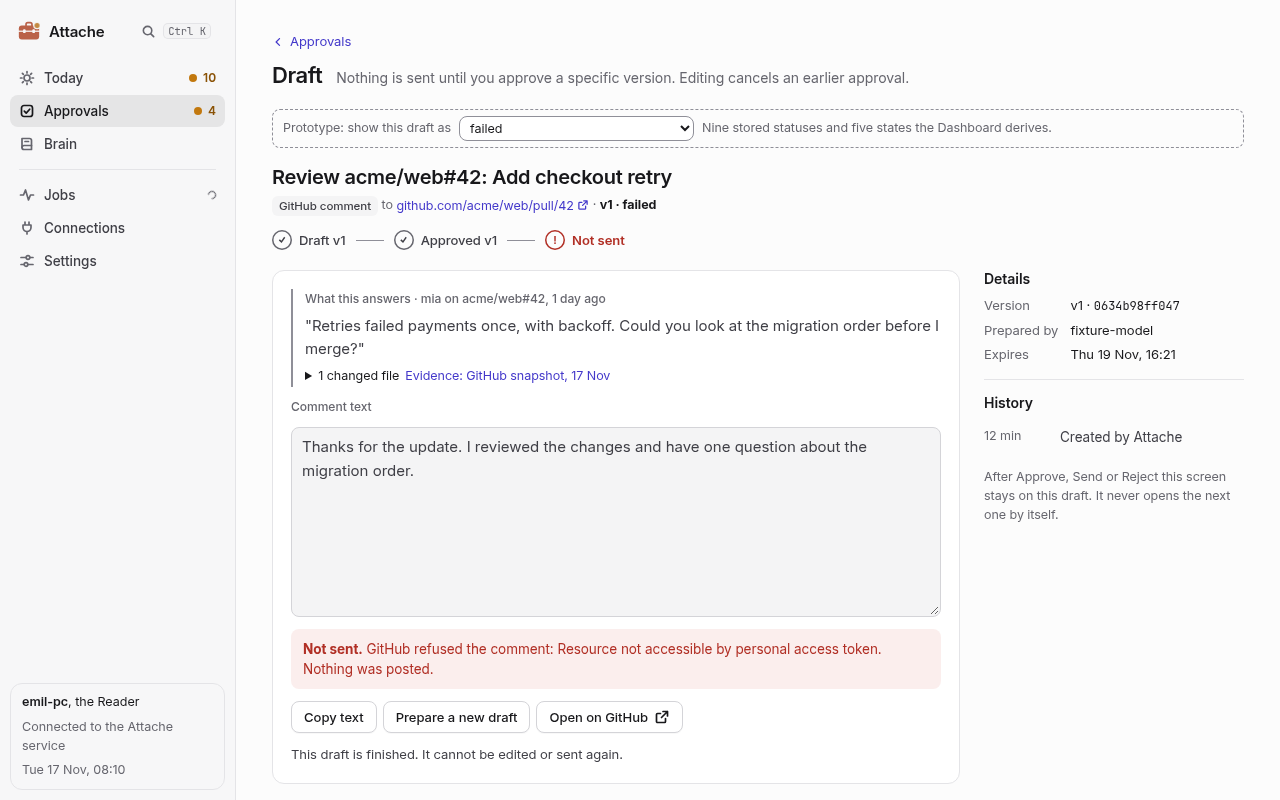 Attache
Ctrl K
Today
10
Approvals
4
Brain
Jobs
Connections
Settings
emil-pc, the Reader
Connected to the Attache
service
Tue 17 Nov, 08:10
Approvals
Draft
Nothing is sent until you approve a specific version. Editing cancels an earlier approval.
Prototype: show this draft as
failed
Nine stored statuses and five states the Dashboard derives.
Review acme/web#42: Add checkout retry
GitHub comment to github.com/acme/web/pull/42 · v1 · failed
Draft v1
Approved v1
Not sent
What this answers · mia on acme/web#42, 1 day ago
"Retries failed payments once, with backoff. Could you look at the migration order before I
merge?"
1 changed file Evidence: GitHub snapshot, 17 Nov
Comment text
Thanks for the update. I reviewed the changes and have one question about the
migration order.
Not sent. GitHub refused the comment: Resource not accessible by personal access token.
Nothing was posted.
Copy text
Prepare a new draft
Open on GitHub
This draft is finished. It cannot be edited or sent again.
Details
Version v1 · 0634b98ff047
Prepared by fixture-model
Expires Thu 19 Nov, 16:21
History
12 min Created by Attache
After Approve, Send or Reject this screen
stays on this draft. It never opens the next
one by itself.